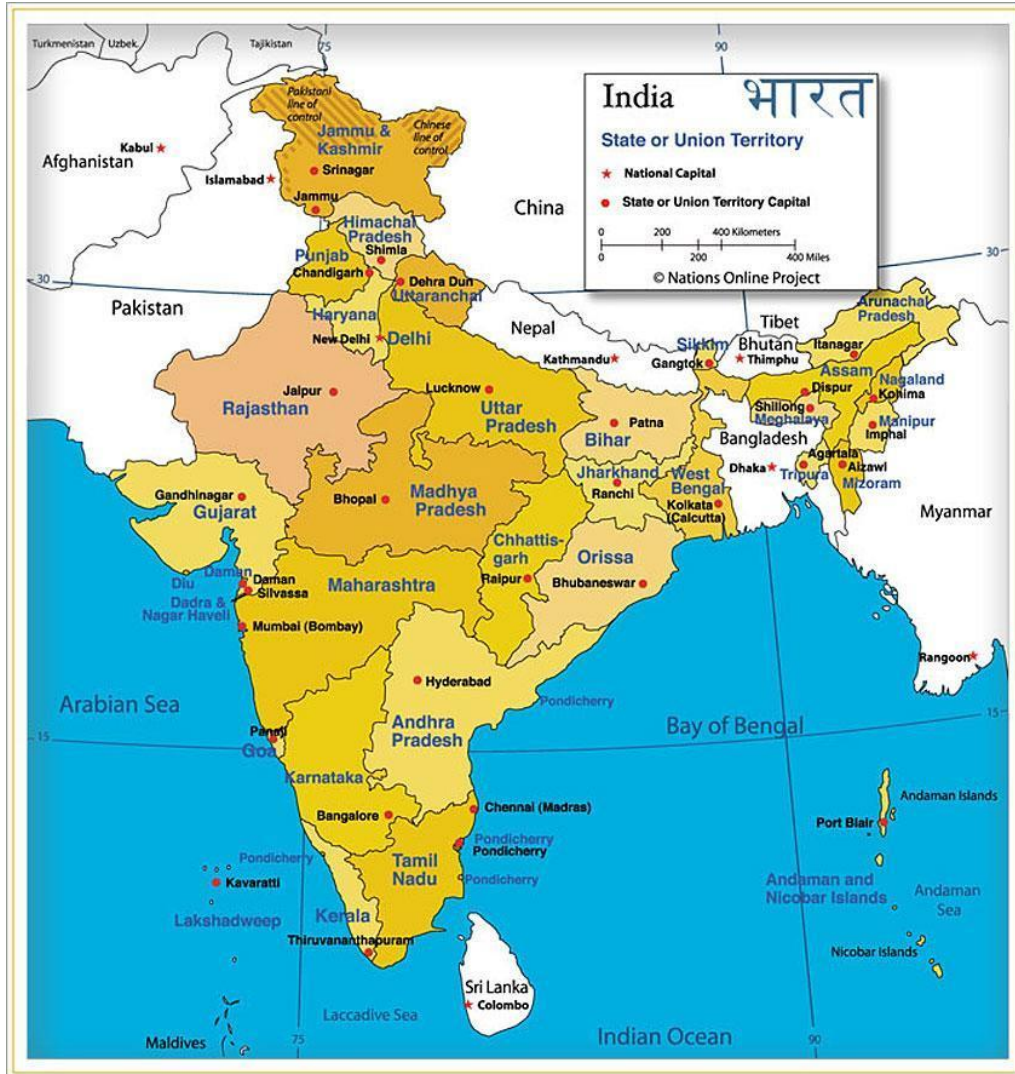 Turkmenistan
Uzbek.
Tajikistan
75
90
India भारत
State or Union Territory
National Capital
State or Union Territory Capital
0 200 400 Kilometers
0 200 400 Miles
© Nations Online Project
Pakistani
line of
control
Chinese
line of
control
Jammu &
Kashmir
Srinagar
Jammu
Kabul
Afghanistan
Islamabad
China
Himachal
Pradesh
Shimla
Punjab
Chandigarh
Dehra Dun
Uttaranchal
30
30
Pakistan
Haryana
New Delhi
Delhi
Nepal
Kathmandu
Tibet
Bhutan
Thimphu
Sikkim
Gangtok
Arunachal
Pradesh
Itanagar
Assam
Dispur
Nagaland
Kohima
Shillong
Meghalaya
Manipur
Imphal
Bangladesh
Dhaka
Agartala
Tripura
Aizawl
Mizoram
Myanmar
Jaipur
Rajasthan
Lucknow
Uttar
Pradesh
Patna
Bihar
Jharkhand
Ranchi
West
Bengal
Kolkata
(Calcutta)
Gandhinagar
Gujarat
Bhopal
Madhya
Pradesh
Chhattis-
garh
Raipur
Orissa
Bhubaneswar
Daman
Diu
Daman
Silvassa
Dadra &
Nagar Haveli
Maharashtra
Mumbai (Bombay)
Rangoon
Hyderabad
Andhra
Pradesh
Pondicherry
Arabian Sea
Bay of Bengal
15
15
Panaji
Goa
Karnataka
Bangalore
Chennai (Madras)
Pondicherry
Pondicherry
Pondicherry
Pondicherry
Tamil
Nadu
Kavaratti
Lakshadweep
Kerala
Thiruvananthapuram
Andaman Islands
Port Blair
Andaman and
Nicobar Islands
Andaman
Sea
Nicobar Islands
Sri Lanka
Colombo
Laccadive Sea
Indian Ocean
Maldives
75
90